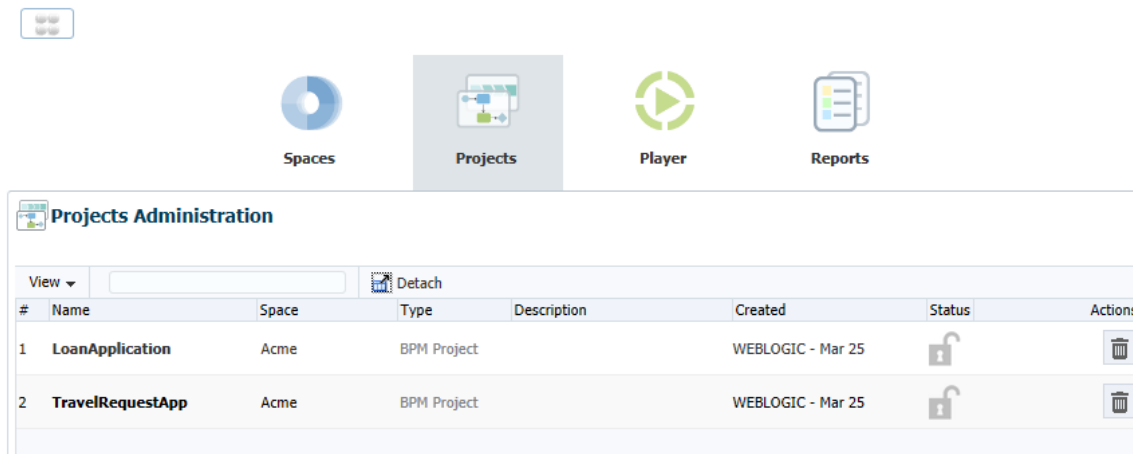 Spaces Projects Player Reports
Projects Administration
View Detach
# Name Space Type Description Created Status Actions
1 LoanApplication Acme BPM Project WEBLOGIC - Mar 25
2 TravelRequestApp Acme BPM Project WEBLOGIC - Mar 25